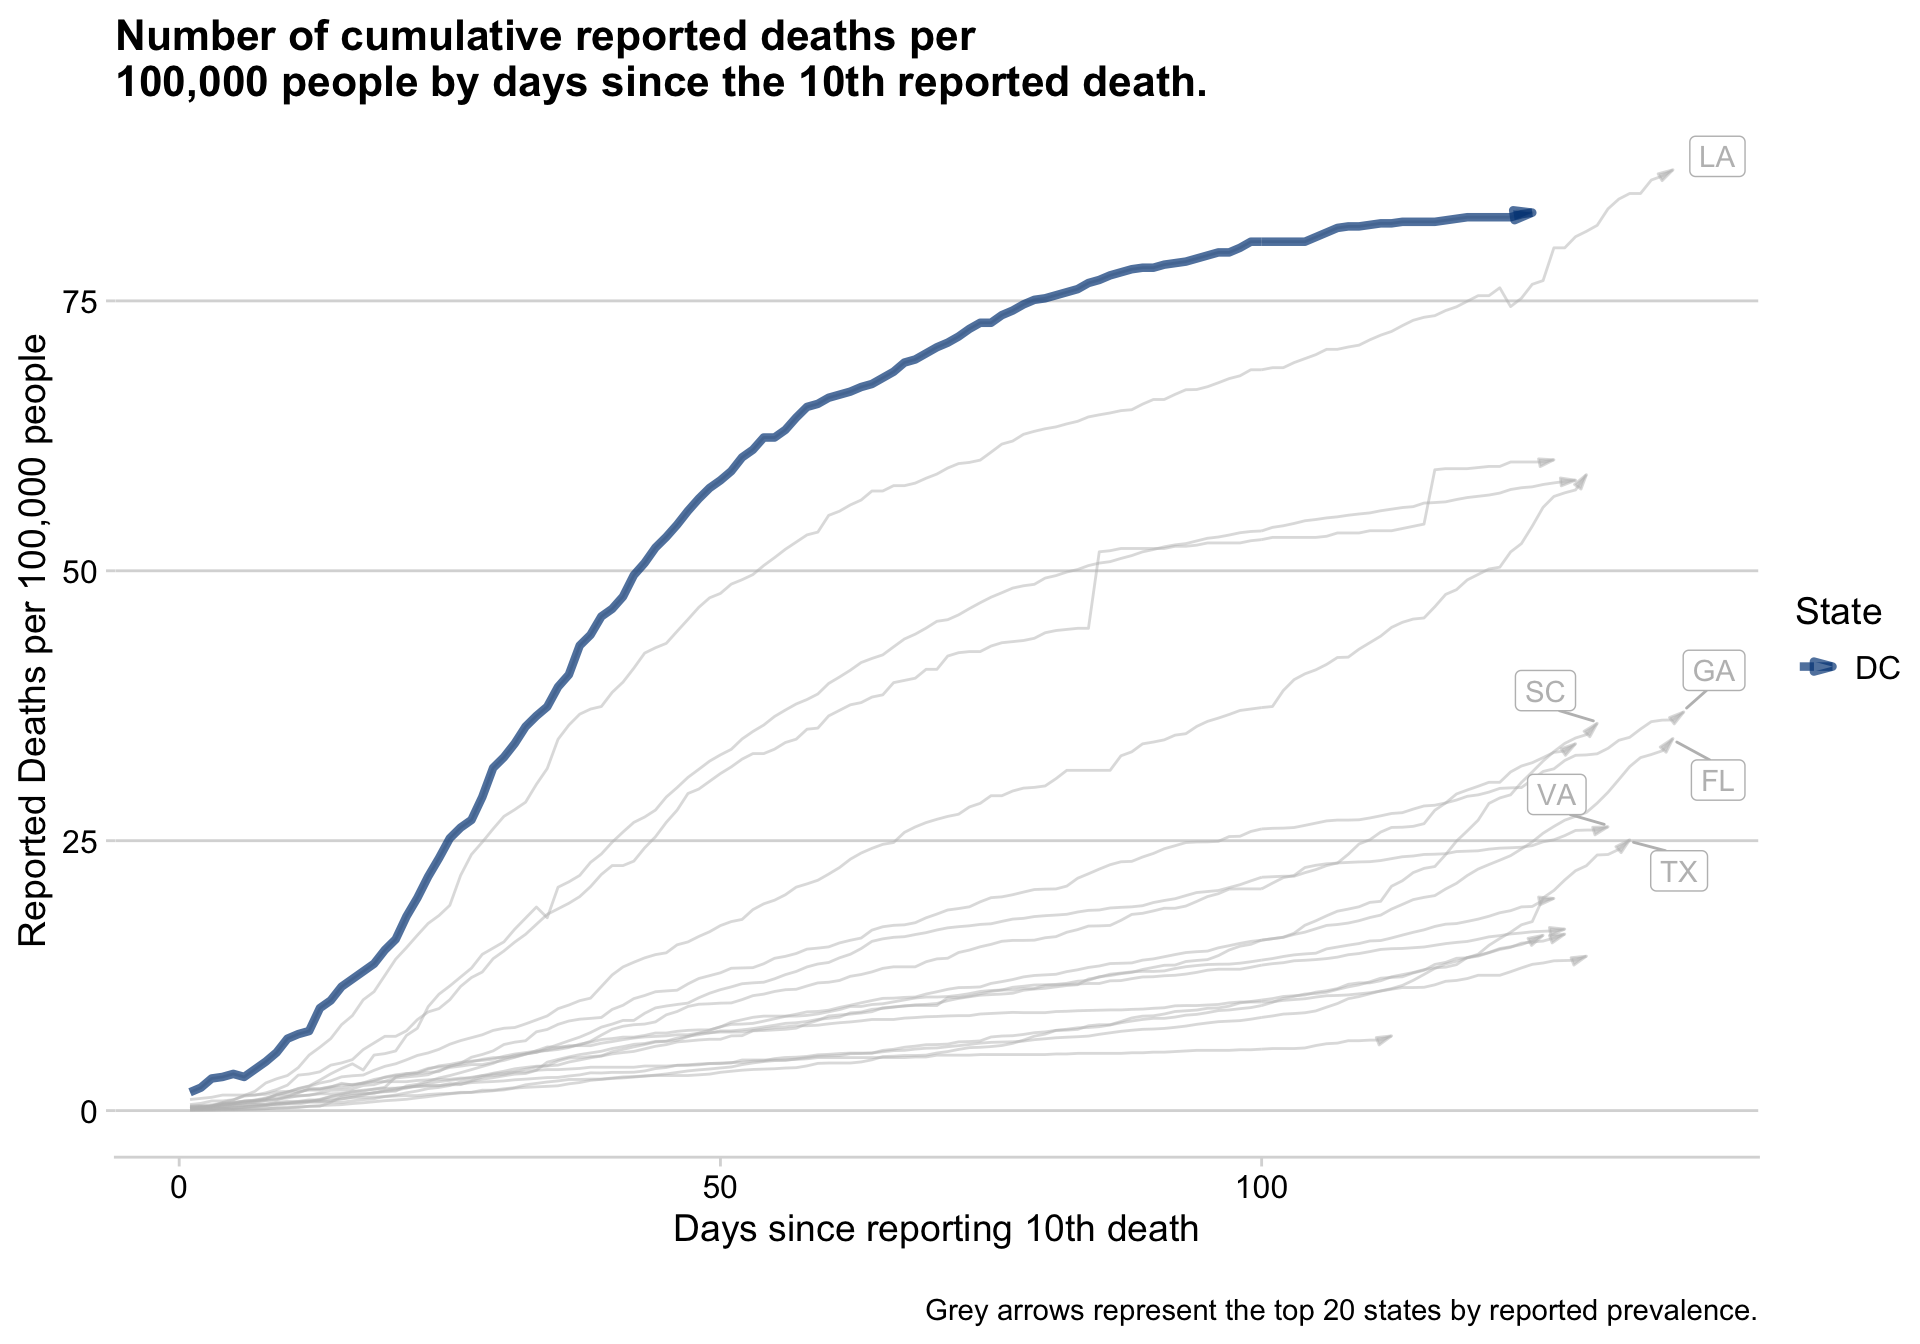 Number of cumulative reported deaths per
100,000 people by days since the 10th reported death.
LA
75
50
25
0
Reported Deaths per 100,000 people
SC
GA
VA
FL
TX
State
DC
0
50
100
Days since reporting 10th death
Grey arrows represent the top 20 states by reported prevalence.